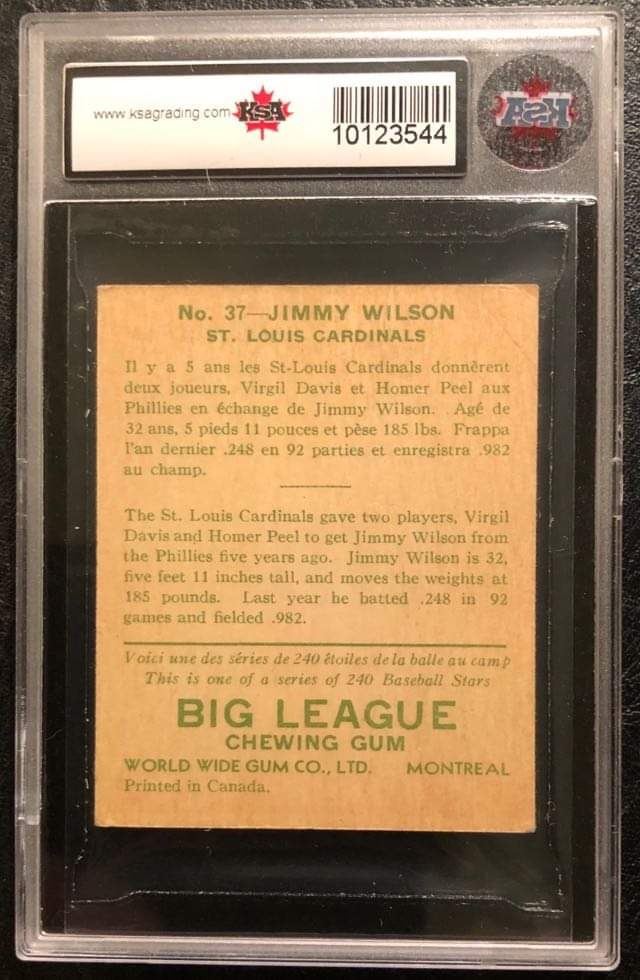 www.ksagrading.com KSA
10123544
KSA
No. 37—JIMMY WILSON
ST. LOUIS CARDINALS
Il y a 5 ans les St-Louis Cardinals donnèrent
deux joueurs, Virgil Davis et Homer Peel aux
Phillies en échange de Jimmy Wilson. Agé de
32 ans, 5 pieds 11 pouces et pèse 185 lbs. Frappa
l'an dernier .248 en 92 parties et enregistra .982
au champ.
The St. Louis Cardinals gave two players, Virgil
Davis and Homer Peel to get Jimmy Wilson from
the Phillies five years ago. Jimmy Wilson is 32,
five feet 11 inches tall, and moves the weights at
185 pounds. Last year he batted .248 in 92
games and fielded .982.
Voici une des séries de 240 étoiles de la balle au camp
This is one of a series of 240 Baseball Stars
BIG LEAGUE
CHEWING GUM
WORLD WIDE GUM CO., LTD. MONTREAL
Printed in Canada.